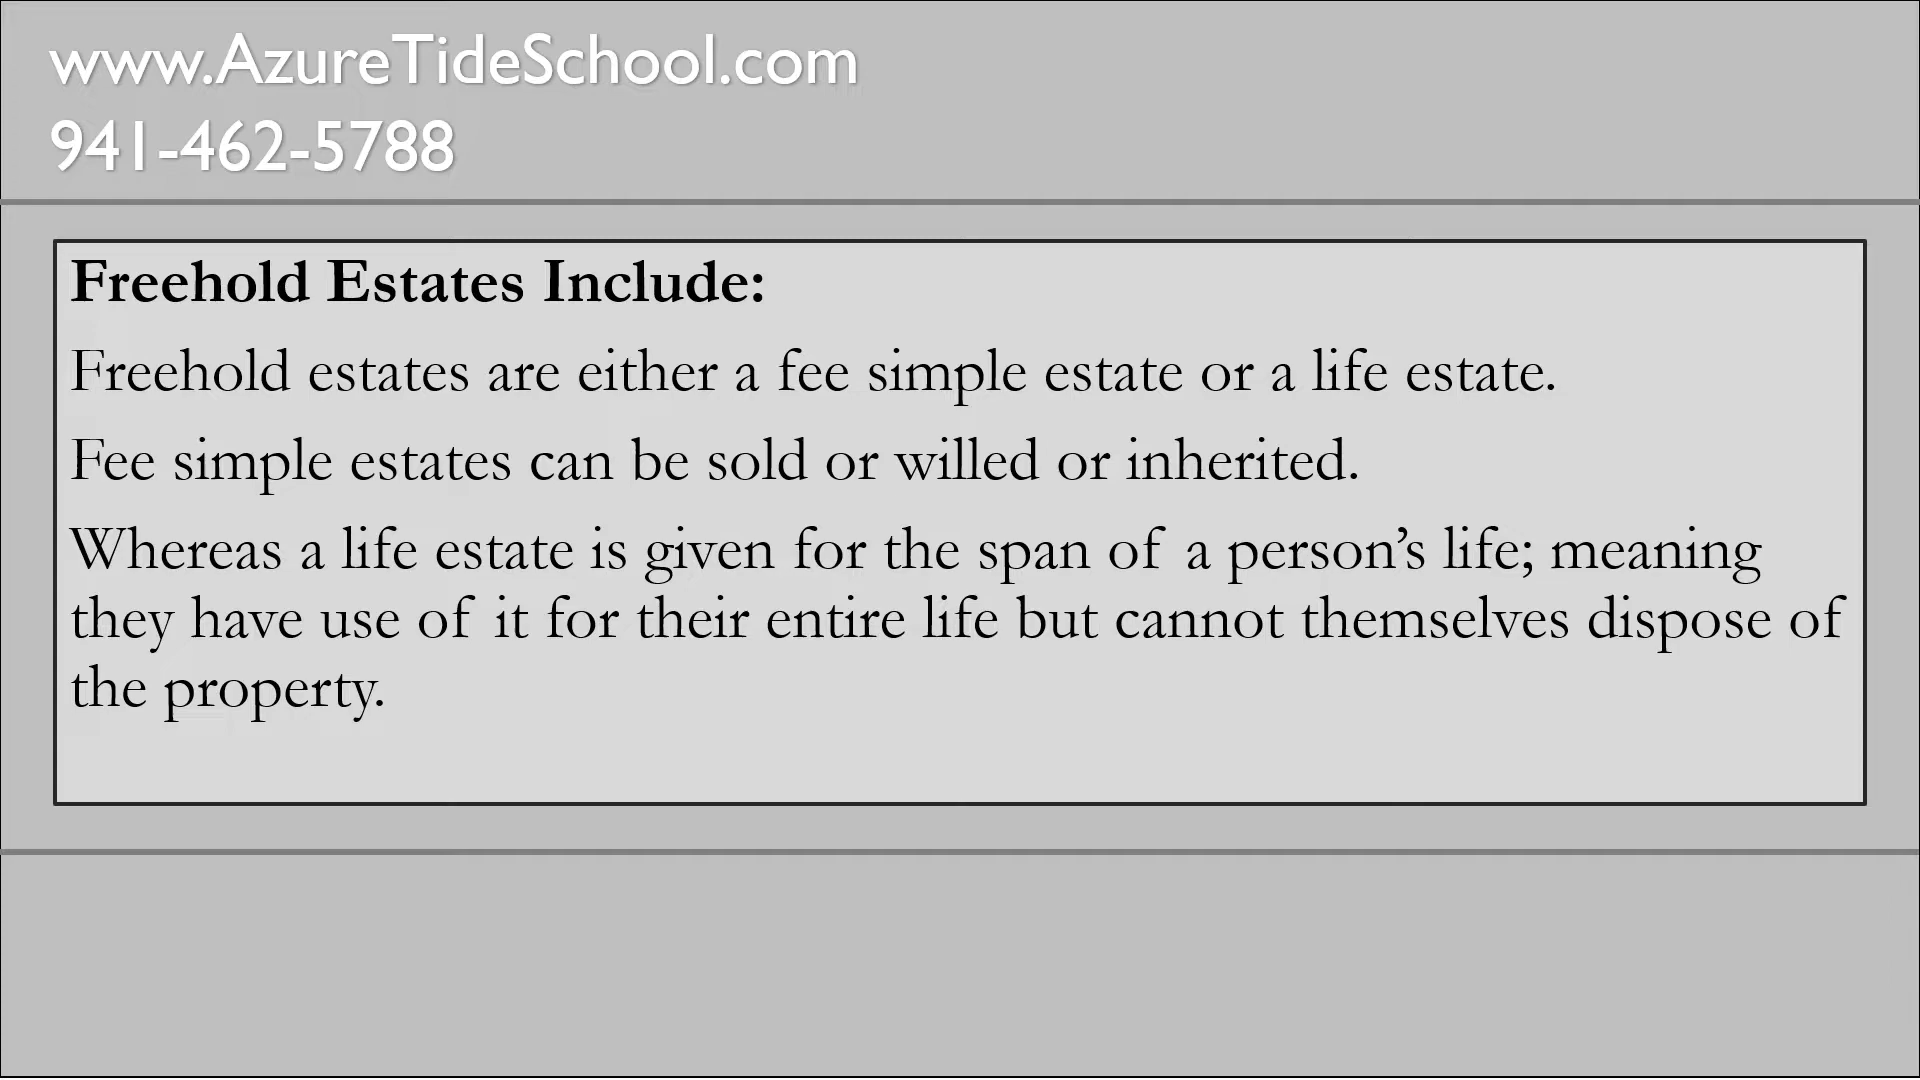 www.AzureTideSchool.com
941-462-5788
Freehold Estates Include:
Freehold estates are either a fee simple estate or a life estate.
Fee simple estates can be sold or willed or inherited.
Whereas a life estate is given for the span of a person’s life; meaning
they have use of it for their entire life but cannot themselves dispose of
the property.